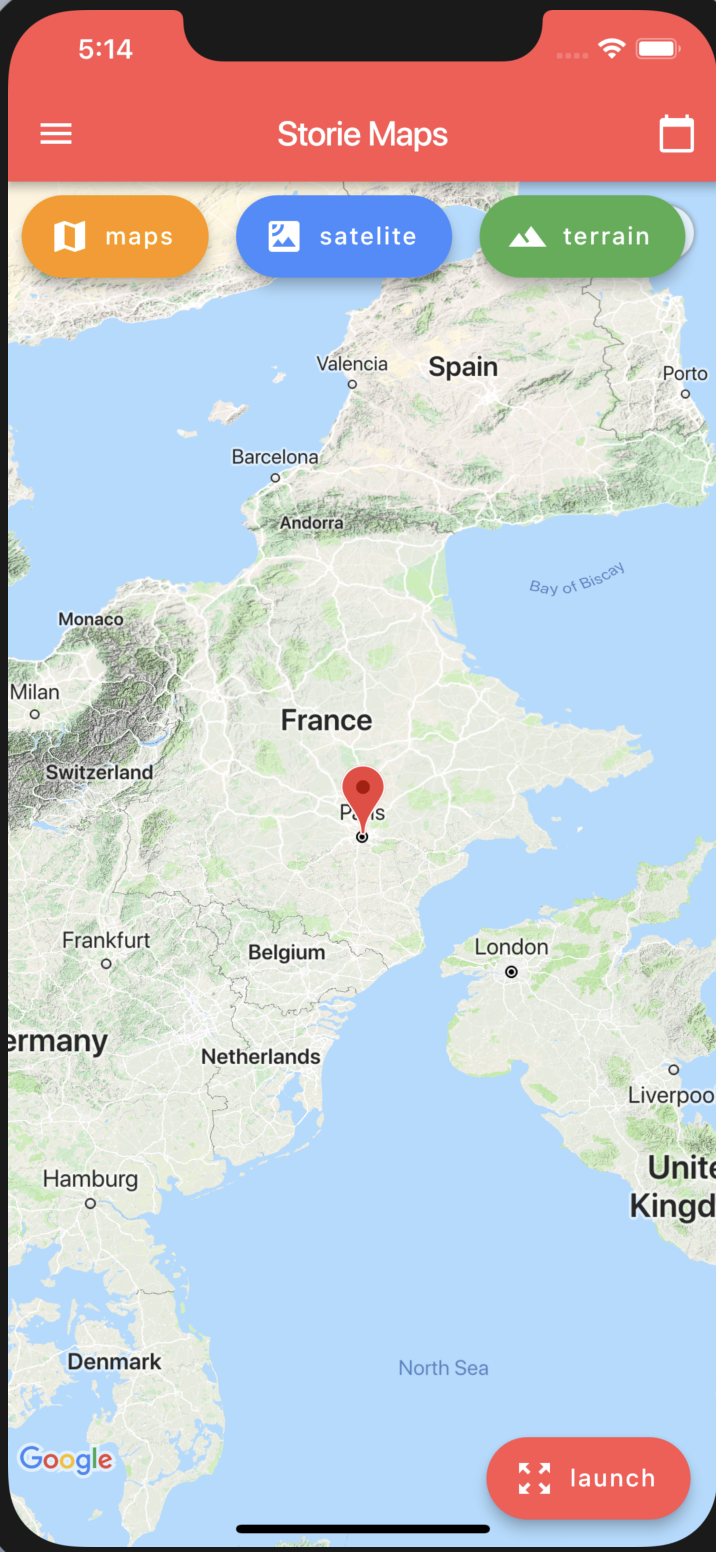 5:14
Storie Maps
maps
satelite
terrain
Valencia
Spain
Porto
Barcelona
Andorra
Bay of Biscay
Monaco
Milan
France
Switzerland
Paris
Frankfurt
Belgium
London
ermany
Netherlands
Liverpoo
Hamburg
Unite
Kingd
Denmark
North Sea
Google
launch